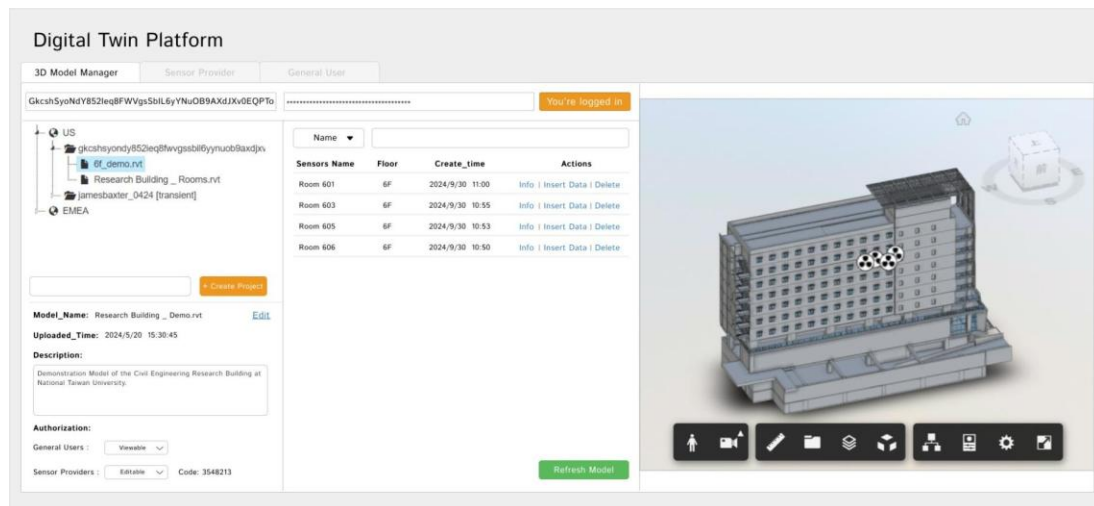 Digital Twin Platform
3D Model Manager
Sensor Provider
General User
You're logged in
US
6f_demo.rvt
Research Building _ Rooms.rvt
jamesbaxter_0424 [transient]
EMEA
+ Create Project
Model_Name: Research Building _ Demo.rvt Edit
Uploaded_Time: 2024/5/20 15:30:45
Description:
Demonstration Model of the Civil Engineering Research Building at
National Taiwan University.
Authorization:
General Users : Viewable
Sensor Providers : Editable Code: 3548213
Name
Sensors Name Floor Create_time Actions
Room 601 6F 2024/9/30 11:00 Info | Insert Data | Delete
Room 603 6F 2024/9/30 10:55 Info | Insert Data | Delete
Room 605 6F 2024/9/30 10:53 Info | Insert Data | Delete
Room 606 6F 2024/9/30 10:50 Info | Insert Data | Delete
Refresh Model